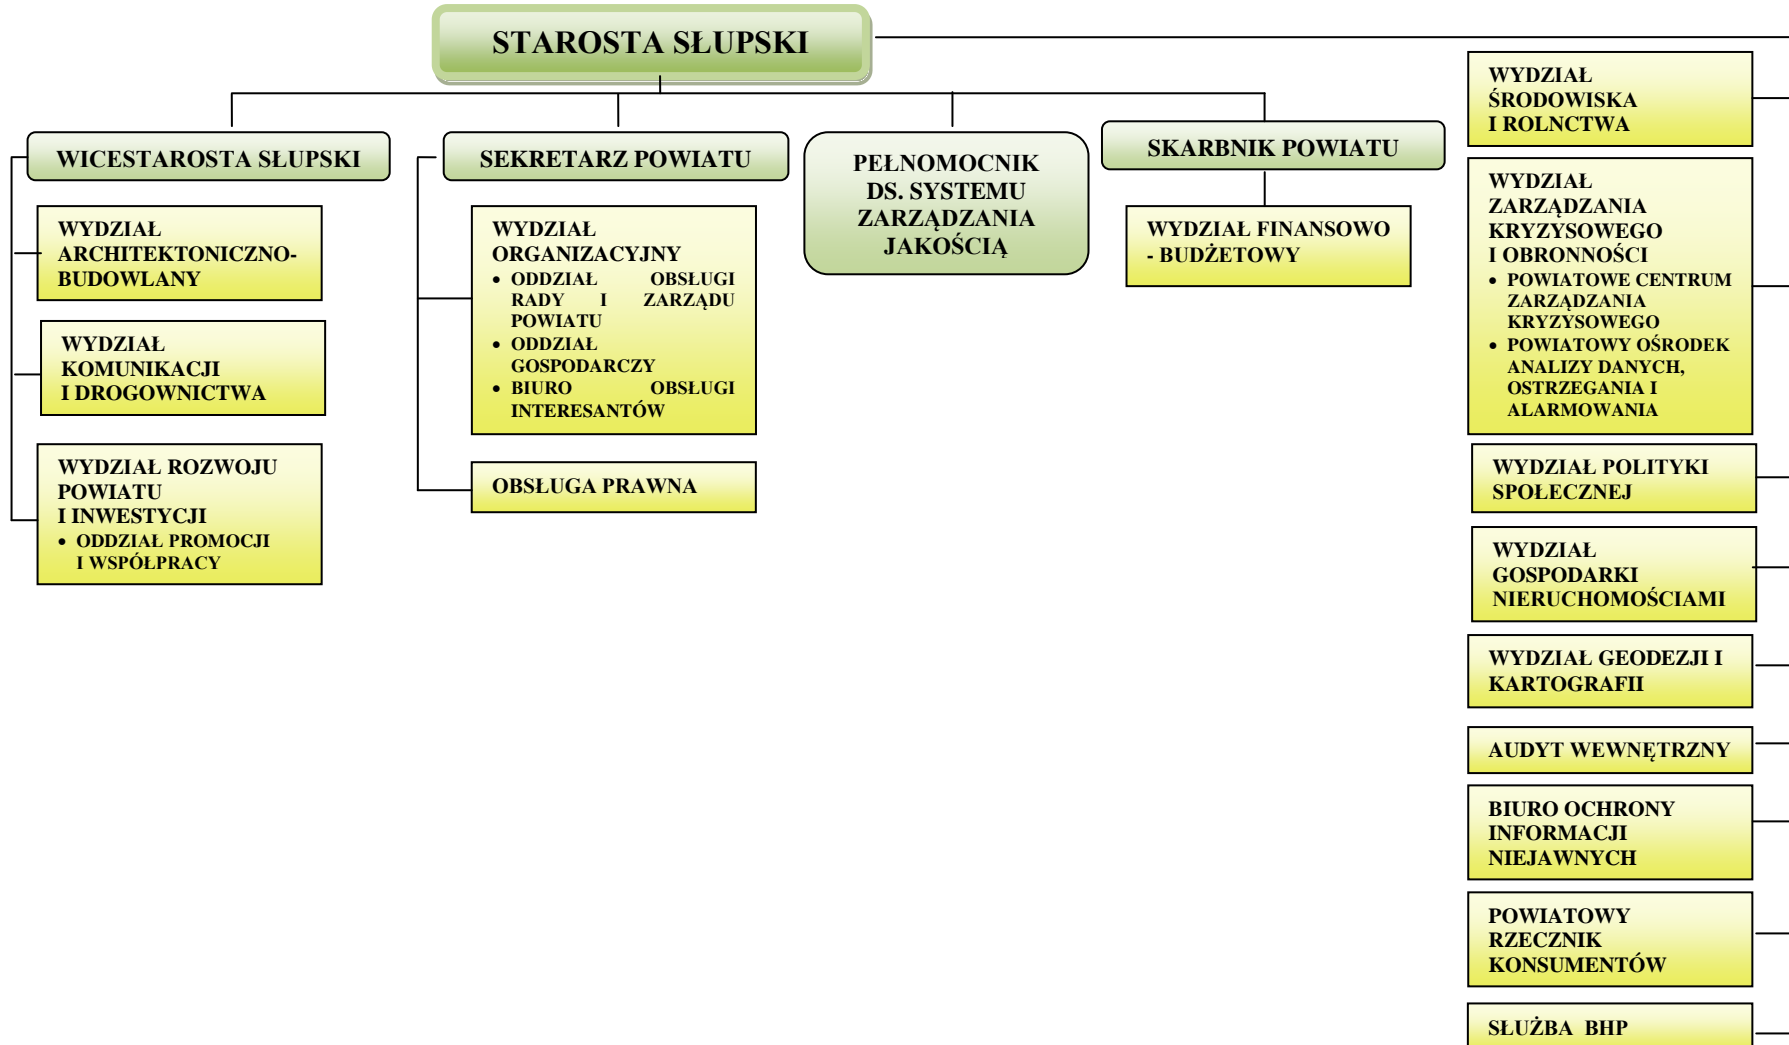 STAROSTA SŁUPSKI
WICESTAROSTA SŁUPSKI
WYDZIAŁ
ARCHITEKTONICZNO-
BUDOWLANY
WYDZIAŁ
KOMUNIKACJI
I DROGOWNICTWA
WYDZIAŁ ROZWOJU
POWIATU
I INWESTYCJI
• ODDZIAŁ PROMOCJI
I WSPÓŁPRACY
SEKRETARZ POWIATU
WYDZIAŁ
ORGANIZACYJNY
• ODDZIAŁ OBSŁUGI
RADY I ZARZĄDU
POWIATU
• ODDZIAŁ
GOSPODARCZY
• BIURO OBSŁUGI
INTERESANTÓW
OBSŁUGA PRAWNA
PEŁNOMOCNIK
DS. SYSTEMU
ZARZĄDZANIA
JAKOŚCIĄ
SKARBNIK POWIATU
WYDZIAŁ FINANSOWO
- BUDŻETOWY
WYDZIAŁ
ŚRODOWISKA
I ROLNCTWA
WYDZIAŁ
ZARZĄDZANIA
KRYZYSOWEGO
I OBRONNOŚCI
• POWIATOWE CENTRUM
ZARZĄDZANIA
KRYZYSOWEGO
• POWIATOWY OŚRODEK
ANALIZY DANYCH,
OSTRZEGANIA I
ALARMOWANIA
WYDZIAŁ POLITYKI
SPOŁECZNEJ
WYDZIAŁ
GOSPODARKI
NIERUCHOMOŚCIAMI
WYDZIAŁ GEODEZJI I
KARTOGRAFII
AUDYT WEWNĘTRZNY
BIURO OCHRONY
INFORMACJI
NIEJAWNYCH
POWIATOWY
RZECZNIK
KONSUMENTÓW
SŁUŻBA BHP